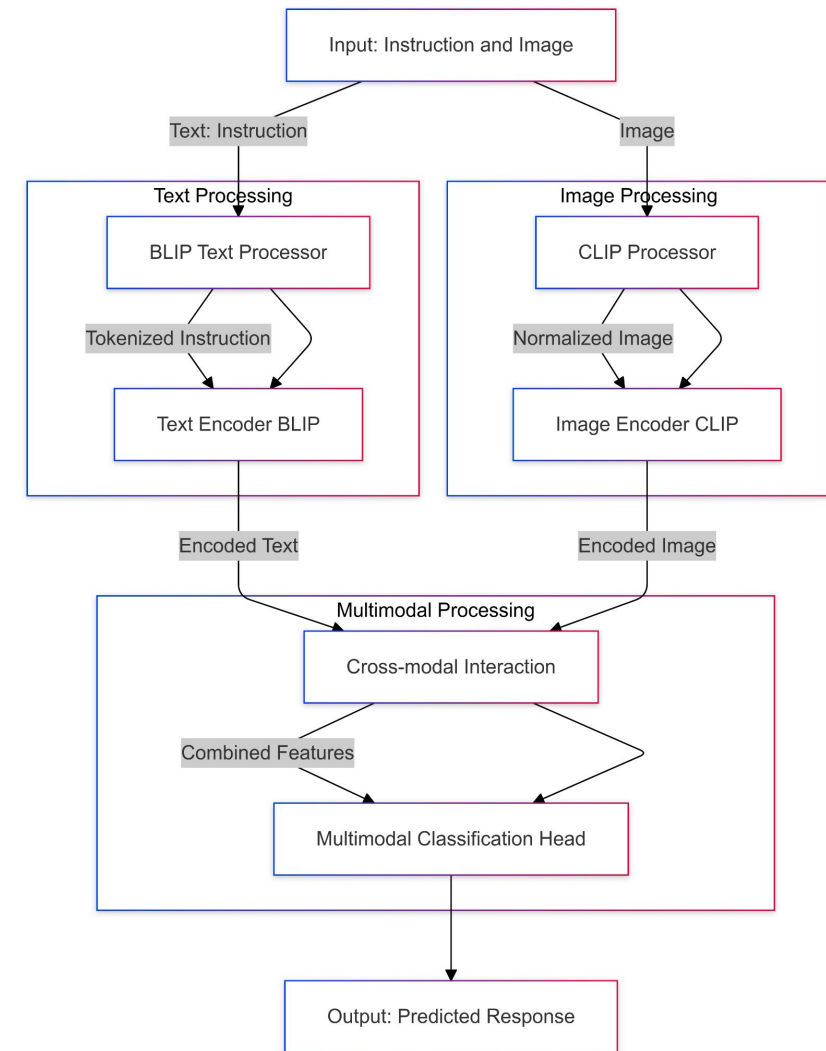 Input: Instruction and Image
Text: Instruction
Image
Text Processing
Image Processing
BLIP Text Processor
CLIP Processor
Tokenized Instruction
Normalized Image
Text Encoder BLIP
Image Encoder CLIP
Encoded Text
Encoded Image
Multimodal Processing
Cross-modal Interaction
Combined Features
Multimodal Classification Head
Output: Predicted Response